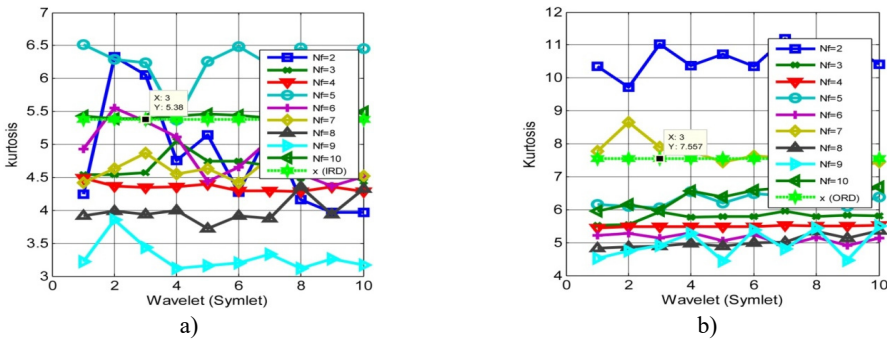 7
6.5
6
5.5
5
4.5
4
3.5
3
kurtosis
0 2 4 6 8 10
Wavelet (Symlet)
X: 3
Y: 5.38
Nf=2
Nf=3
Nf=4
Nf=5
Nf=6
Nf=7
Nf=8
Nf=9
Nf=10
x (IRD)
a)
12
11
10
9
8
7
6
5
4
Kurtosis
0 2 4 6 8 10
Wavelet (Symlet)
X: 3
Y: 7.557
Nf=2
Nf=3
Nf=4
Nf=5
Nf=6
Nf=7
Nf=8
Nf=9
Nf=10
x (ORD)
b)